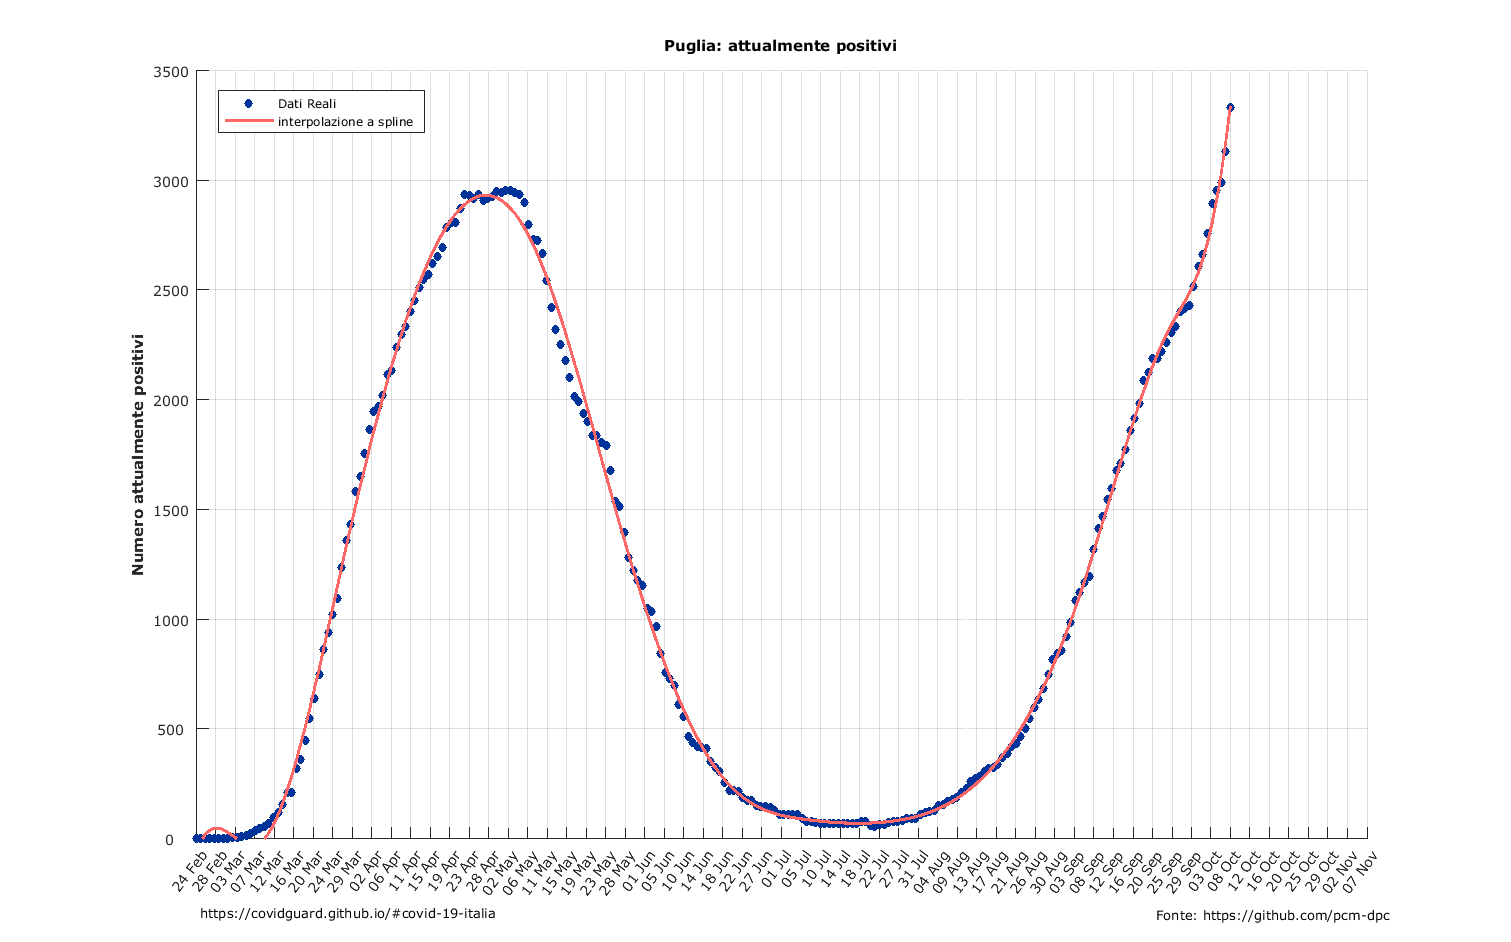 Puglia: attualmente positivi
3500
3000
2500
2000
1500
1000
500
0
Numero attualmente positivi
Dati Reali
interpolazione a spline
24 Feb
28 Feb
03 Mar
07 Mar
12 Mar
16 Mar
20 Mar
24 Mar
29 Mar
02 Apr
06 Apr
11 Apr
15 Apr
19 Apr
23 Apr
28 Apr
02 May
06 May
11 May
15 May
19 May
23 May
28 May
01 Jun
05 Jun
10 Jun
14 Jun
18 Jun
22 Jun
27 Jun
01 Jul
05 Jul
10 Jul
14 Jul
18 Jul
22 Jul
27 Jul
31 Jul
04 Aug
09 Aug
13 Aug
17 Aug
21 Aug
26 Aug
30 Aug
03 Sep
08 Sep
12 Sep
16 Sep
20 Sep
25 Sep
29 Sep
03 Oct
08 Oct
12 Oct
16 Oct
20 Oct
25 Oct
29 Oct
02 Nov
07 Nov
https://covidguard.github.io/#covid-19-italia
Fonte: https://github.com/pcm-dpc